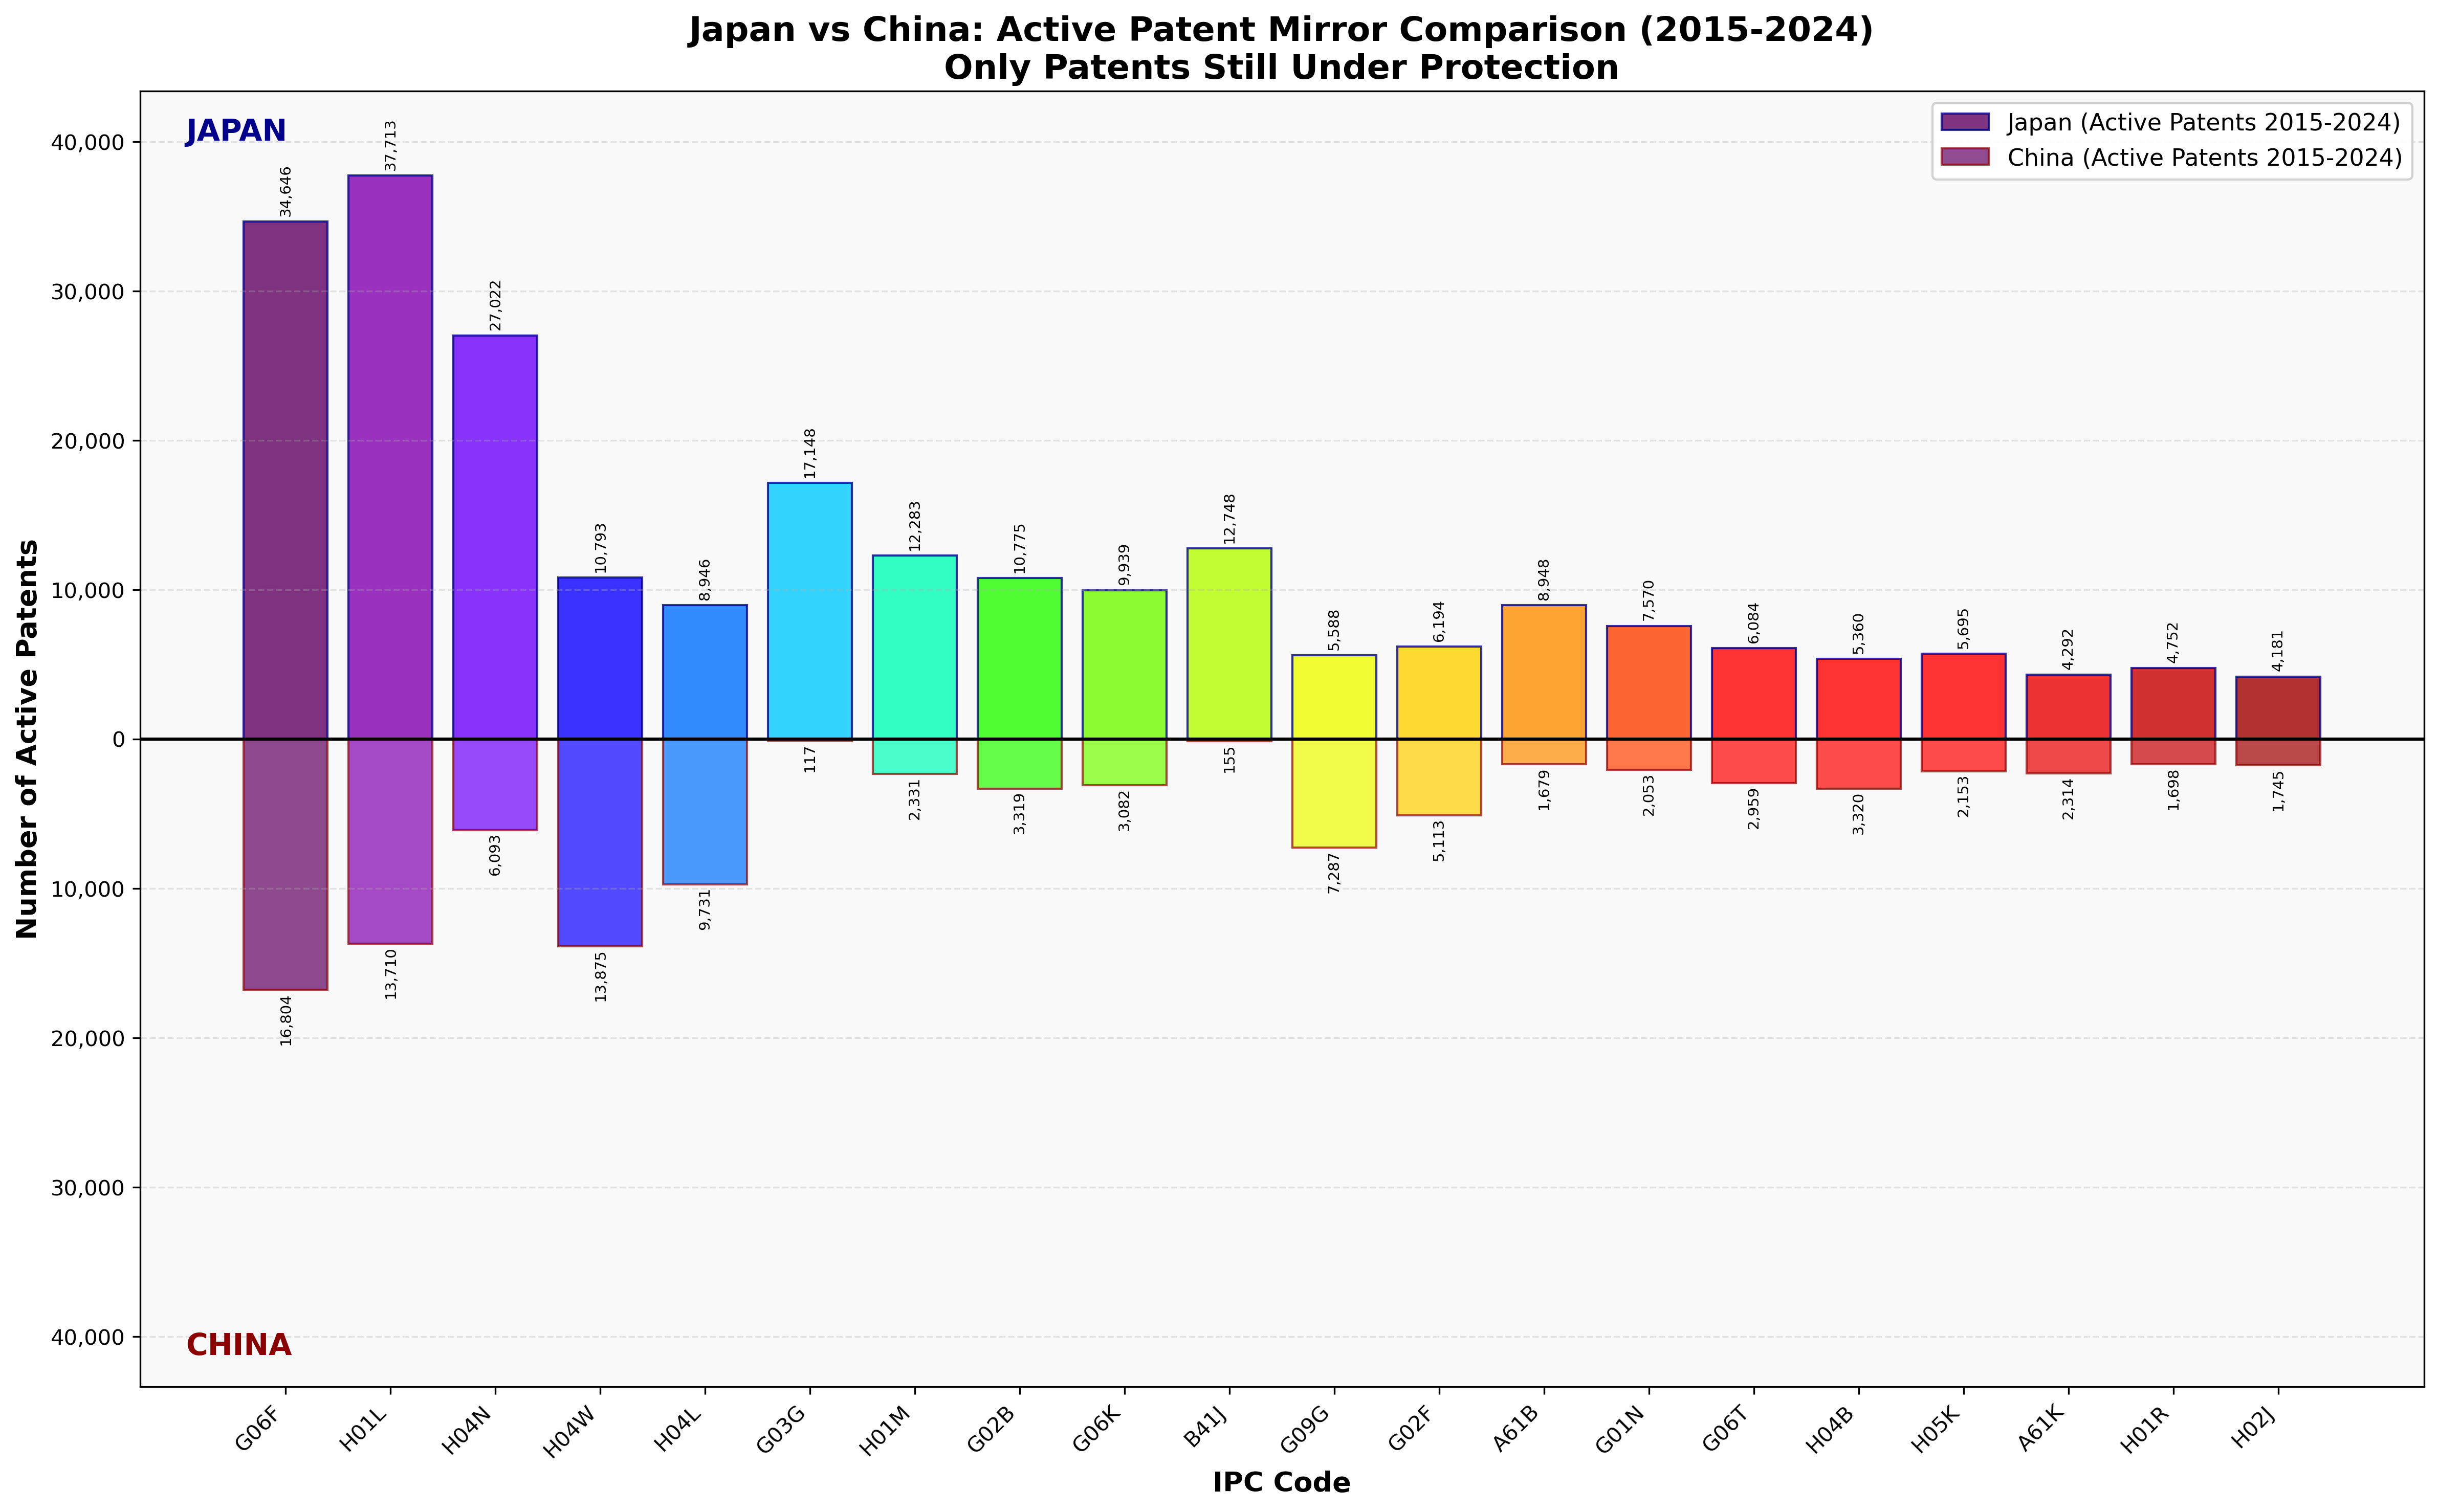 Japan vs China: Active Patent Mirror Comparison (2015-2024)
Only Patents Still Under Protection
JAPAN
Japan (Active Patents 2015-2024)
China (Active Patents 2015-2024)
Number of Active Patents
40,000
30,000
20,000
10,000
0
10,000
20,000
30,000
40,000
34,646
37,713
27,022
10,793
8,946
17,148
12,283
10,775
9,939
12,748
5,588
6,194
8,948
7,570
6,084
5,360
5,695
4,292
4,752
4,181
16,804
13,710
6,093
13,875
9,731
117
2,331
3,319
3,082
155
7,287
5,113
1,679
2,053
2,959
3,320
2,153
2,314
1,698
1,745
CHINA
G06F
H01L
H04N
H04W
H04L
G03G
H01M
G02B
G06K
B41J
G09G
G02F
A61B
G01N
G06T
H04B
H05K
A61K
H01R
H02J
IPC Code